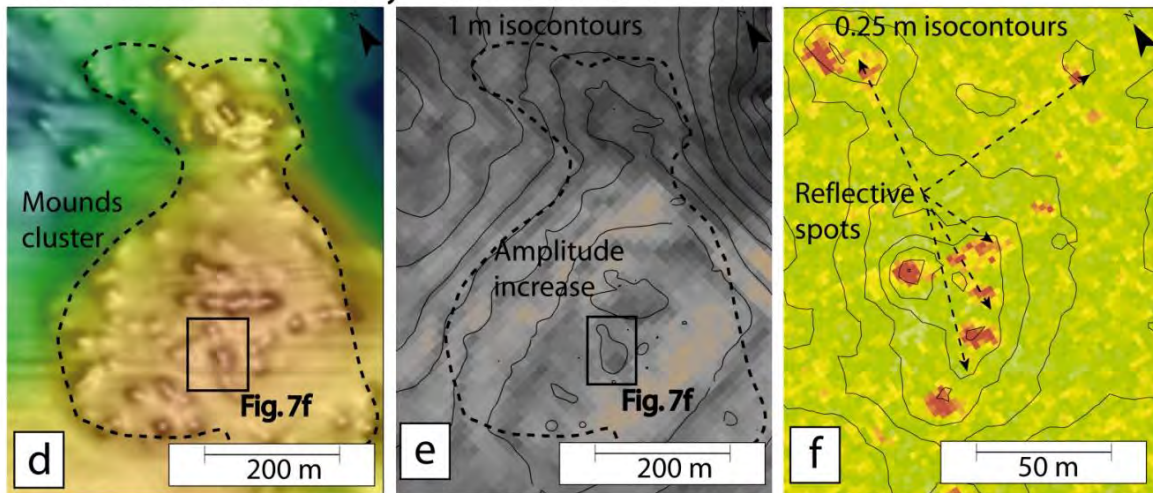 Mounds
cluster
Fig. 7f
d
200 m
1 m isocontours
Amplitude
increase
Fig. 7f
e
200 m
0.25 m isocontours
Reflective
spots
f
50 m